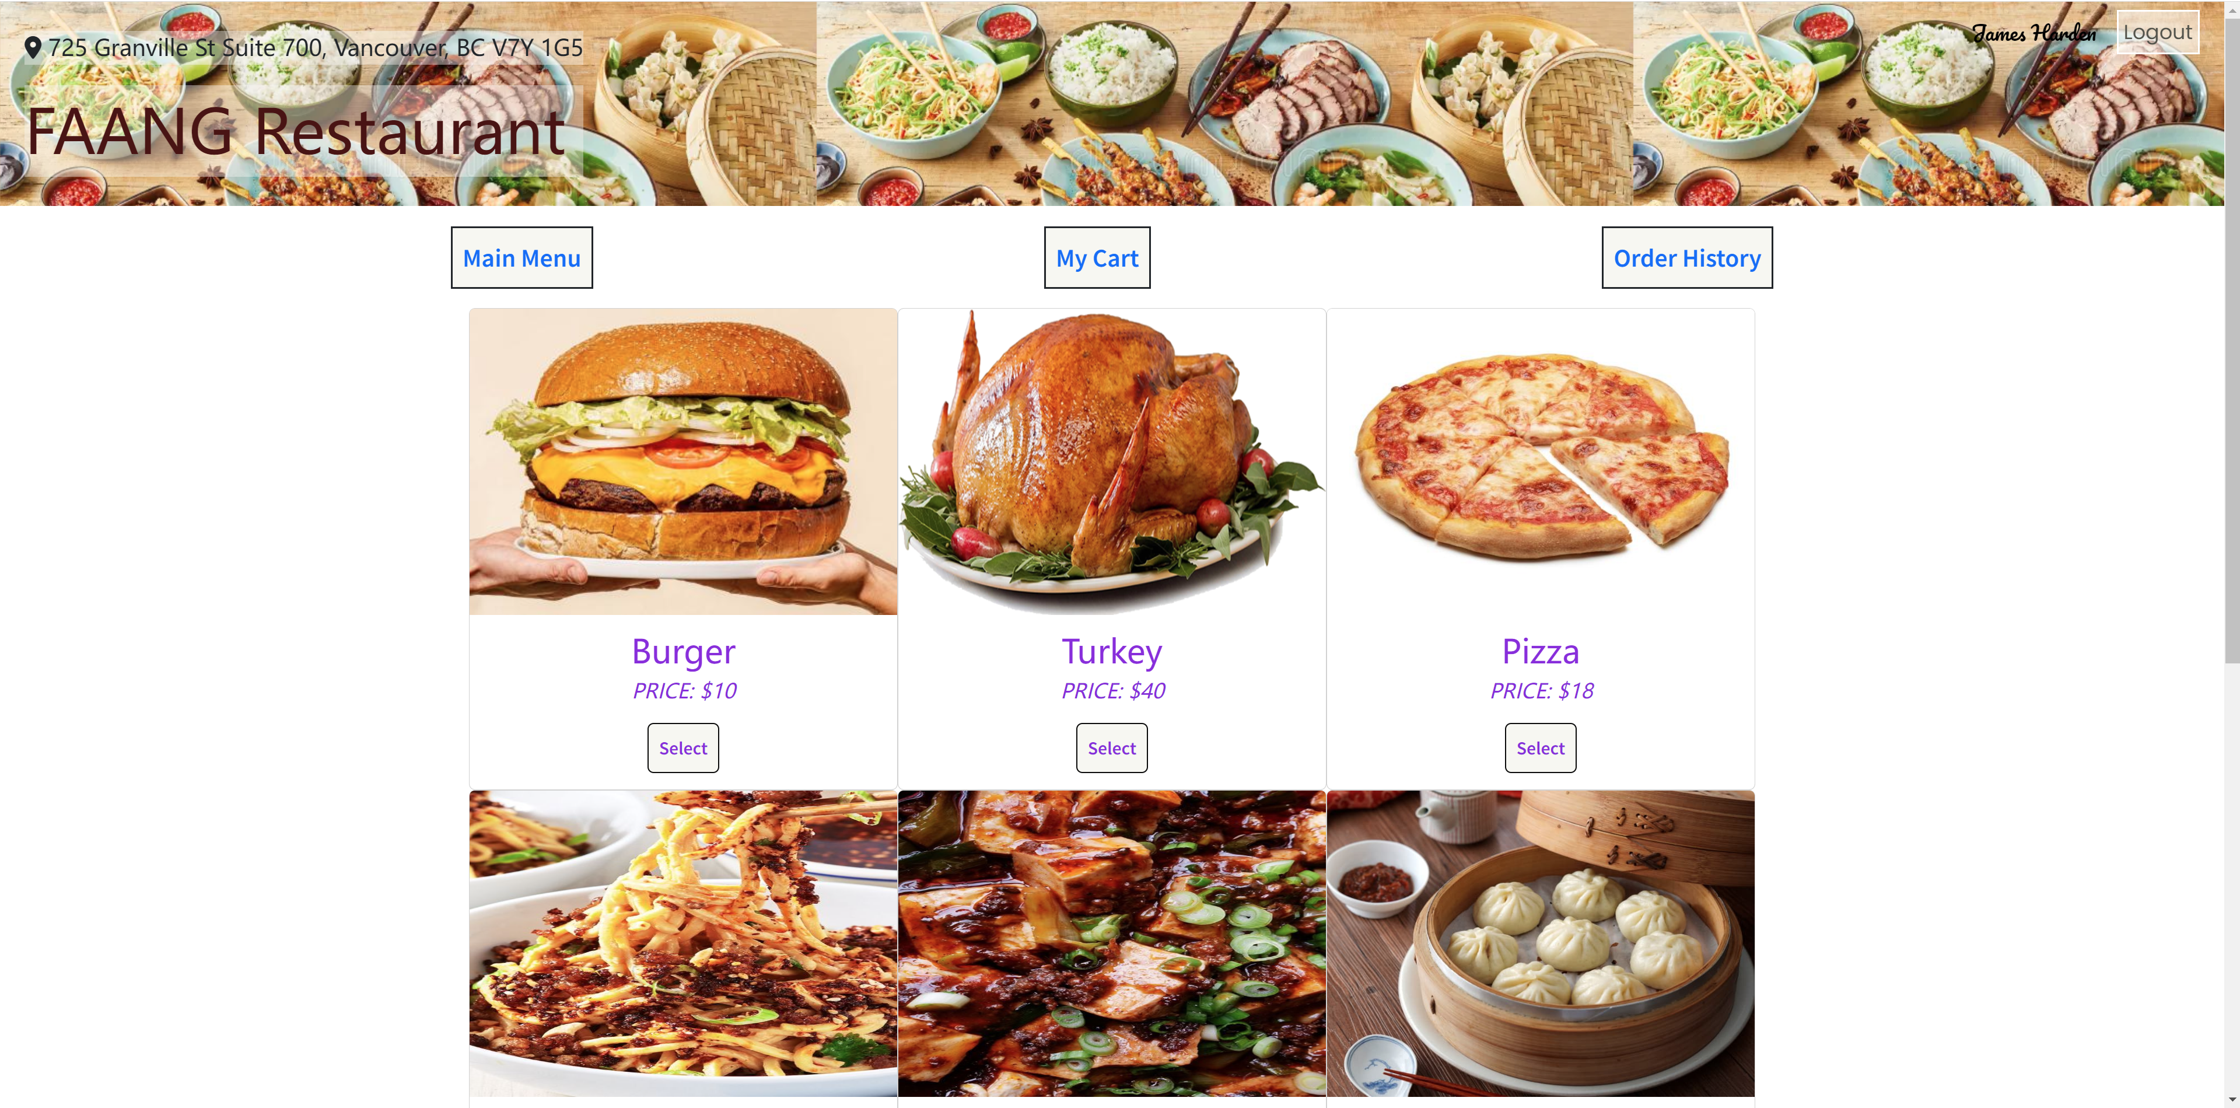 725 Granville St Suite 700, Vancouver, BC V7Y 1G5
James Harden
Logout
FAANG Restaurant
Main Menu
My Cart
Order History
Burger
PRICE: $10
Select
Turkey
PRICE: $40
Select
Pizza
PRICE: $18
Select